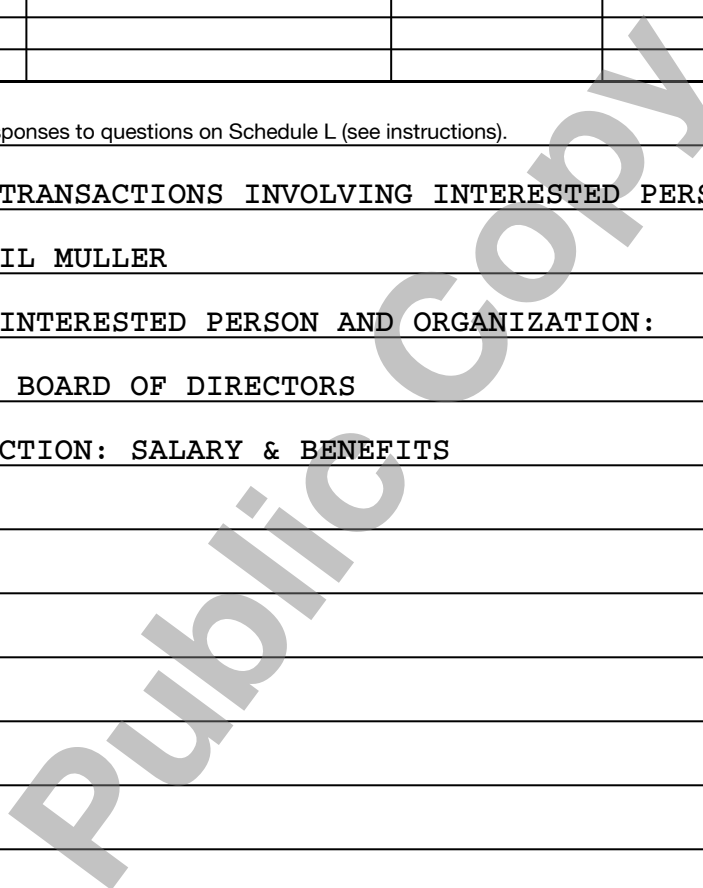 ponses to questions on Schedule L (see instructions).
TRANSACTIONS INVOLVING INTERESTED PERS
IL MULLER
INTERESTED PERSON AND ORGANIZATION:
BOARD OF DIRECTORS
CTION: SALARY & BENEFITS
Public Copy